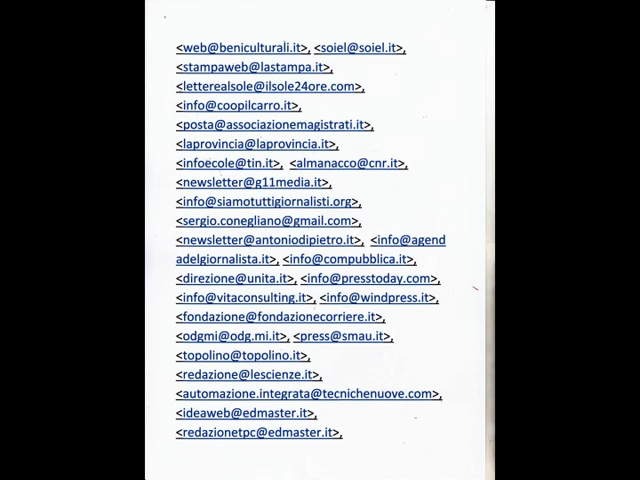 <web@beniculturali.it>, <soiel@soiel.it>,
<stampaweb@lastampa.it>,
<letterealsole@ilsole24ore.com>,
<info@coopilcarro.it>,
<posta@associazionemagistrati.it>,
<laprovincia@laprovincia.it>,
<infoecole@tin.it>, <almanacco@cnr.it>,
<newsletter@g11media.it>,
<info@siamotuttigiornalisti.org>,
<sergio.conegliano@gmail.com>,
<newsletter@antoniodipietro.it>, <info@agend
adelgiornalista.it>, <info@compubblica.it>,
<direzione@unita.it>, <info@presstoday.com>,
<info@vitaconsulting.it>, <info@windpress.it>,
<fondazione@fondazionecorriere.it>,
<odgmi@odg.mi.it>, <press@smau.it>,
<topolino@topolino.it>,
<redazione@lescienze.it>,
<automazione.integrata@tecnichenuove.com>,
<ideaweb@edmaster.it>,
<redazionetpc@edmaster.it>,